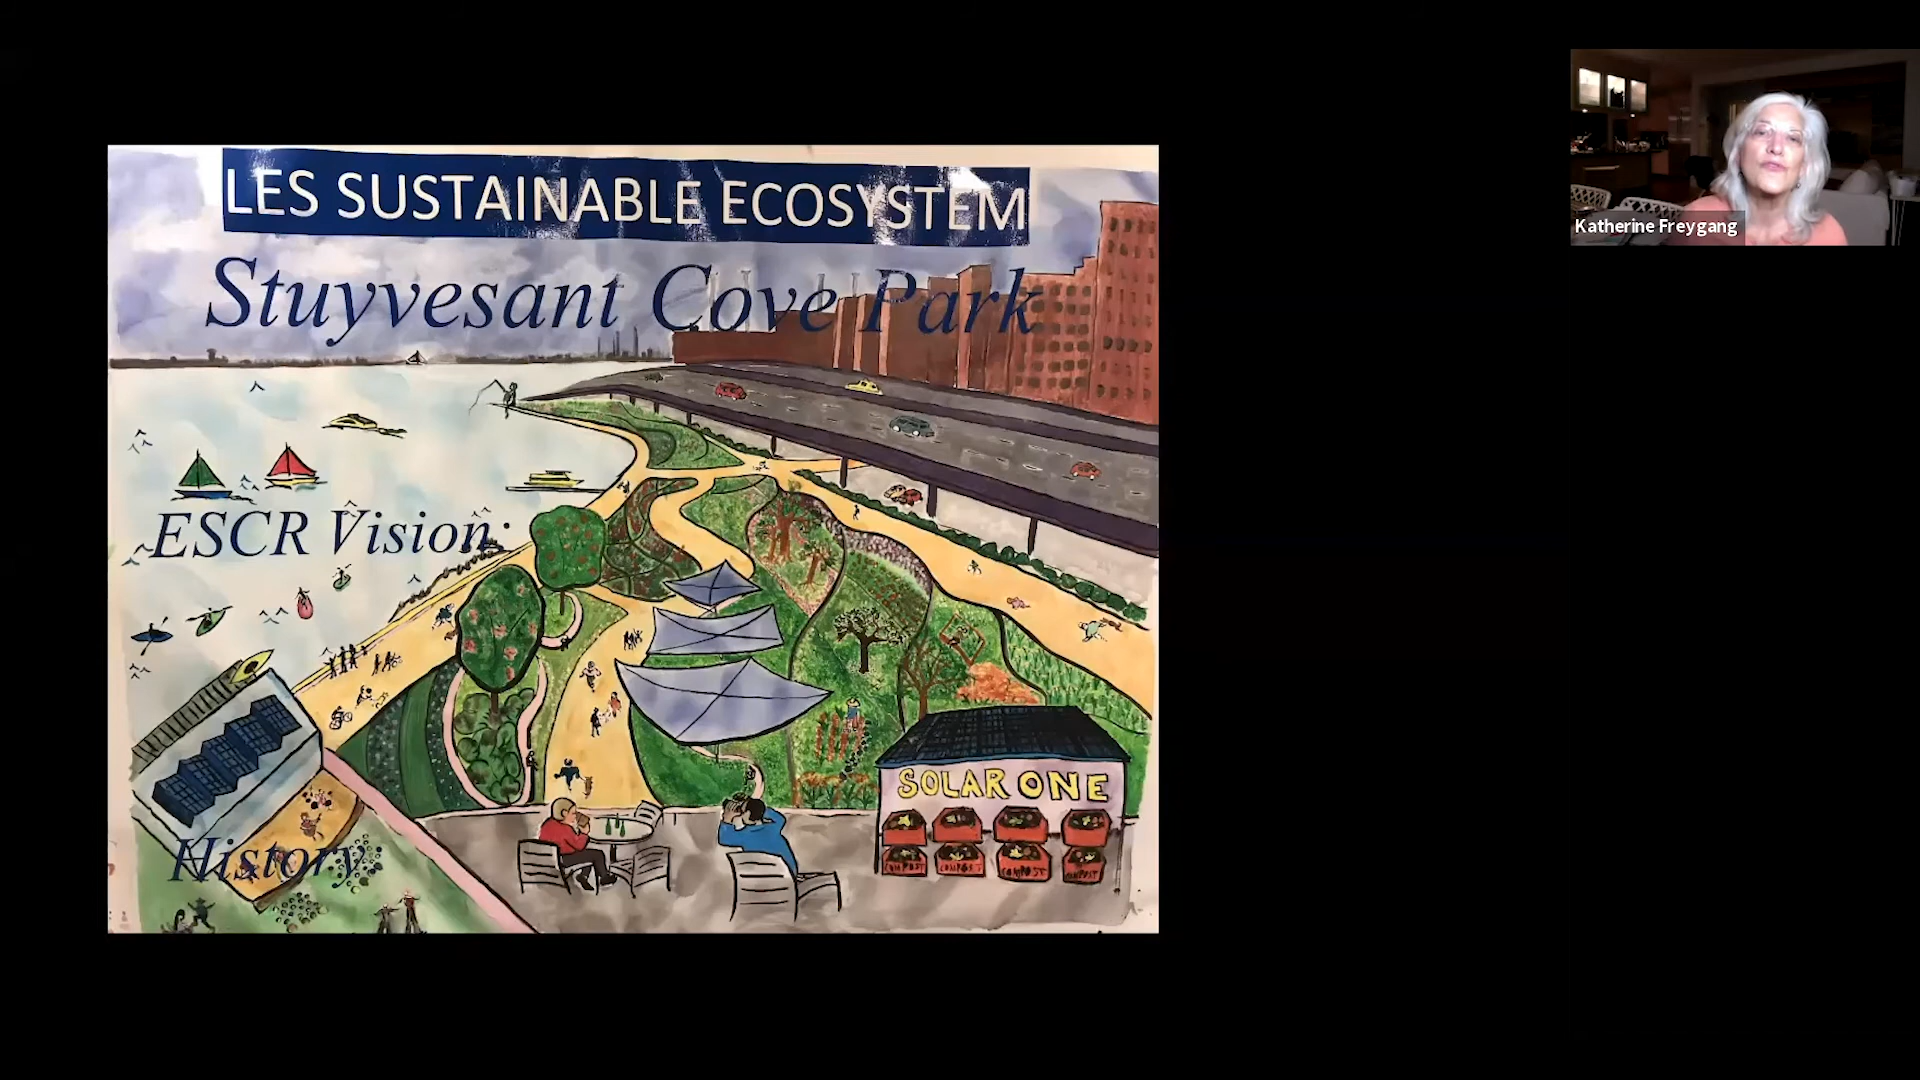 LES SUSTAINABLE ECOSYSTEM
Stuyvesant Cove Park
Katherine Freygang
ESCR Vision:
SOLAR ONE
COMPOST COMPOST COMPOST COMPOST
History